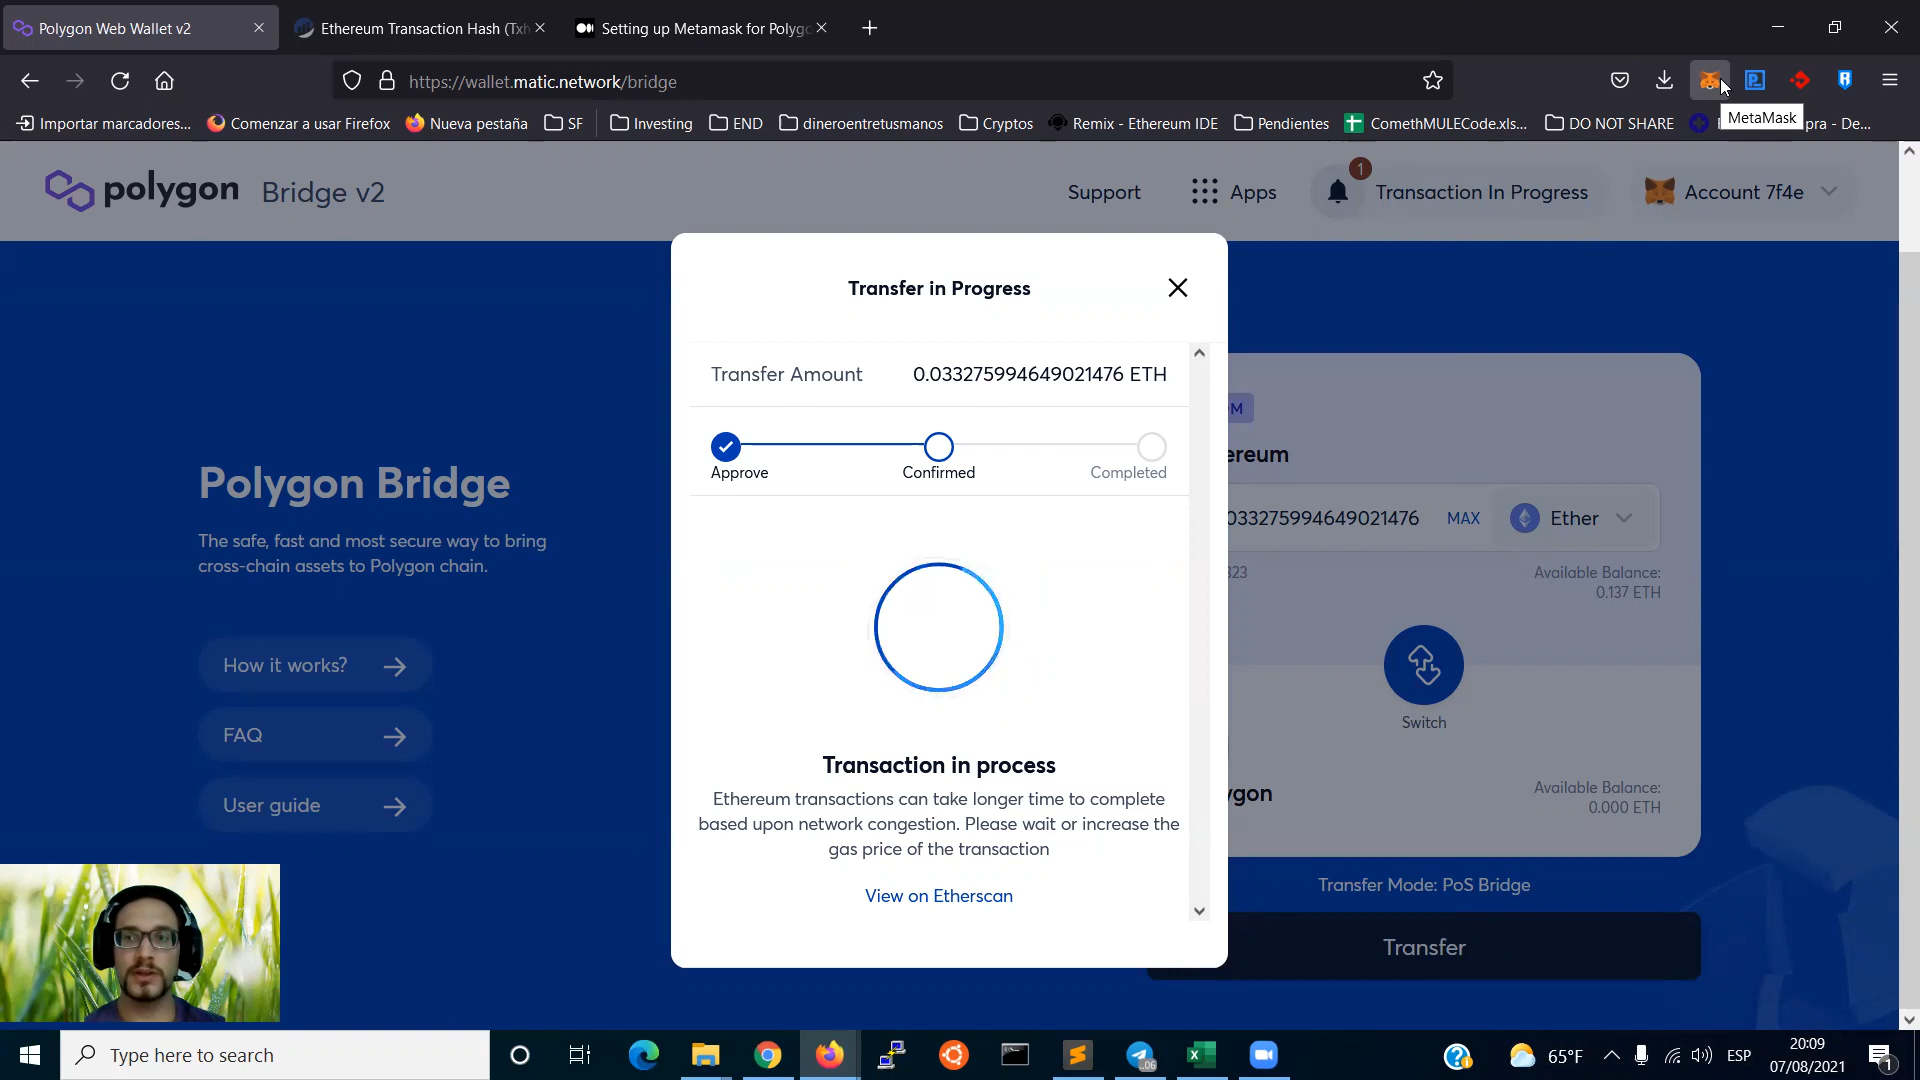 Polygon Web Wallet v2
Ethereum Transaction Hash (Txh
Setting up Metamask for Polygo
https://wallet.matic.network/bridge
MetaMask
Importar marcadores...
Comenzar a usar Firefox
Nueva pestaña
SF
Investing
END
dineroentretusmanos
Cryptos
Remix - Ethereum IDE
Pendientes
ComethMULECode.xls...
DO NOT SHARE
pra - De...
polygon
Bridge v2
Support
Apps
1
Transaction In Progress
Account 7f4e
Transfer in Progress
Transfer Amount
0.033275994649021476 ETH
Approve
Confirmed
Completed
Transaction in process
Ethereum transactions can take longer time to complete
based upon network congestion. Please wait or increase the
gas price of the transaction
View on Etherscan
Polygon Bridge
The safe, fast and most secure way to bring
cross-chain assets to Polygon chain.
How it works?
FAQ
User guide
M
ereum
033275994649021476
MAX
Ether
323
Available Balance:
0.137 ETH
Switch
ygon
Available Balance:
0.000 ETH
Transfer Mode: PoS Bridge
Transfer
Type here to search
.06
65°F
ESP
20:09
07/08/2021
1